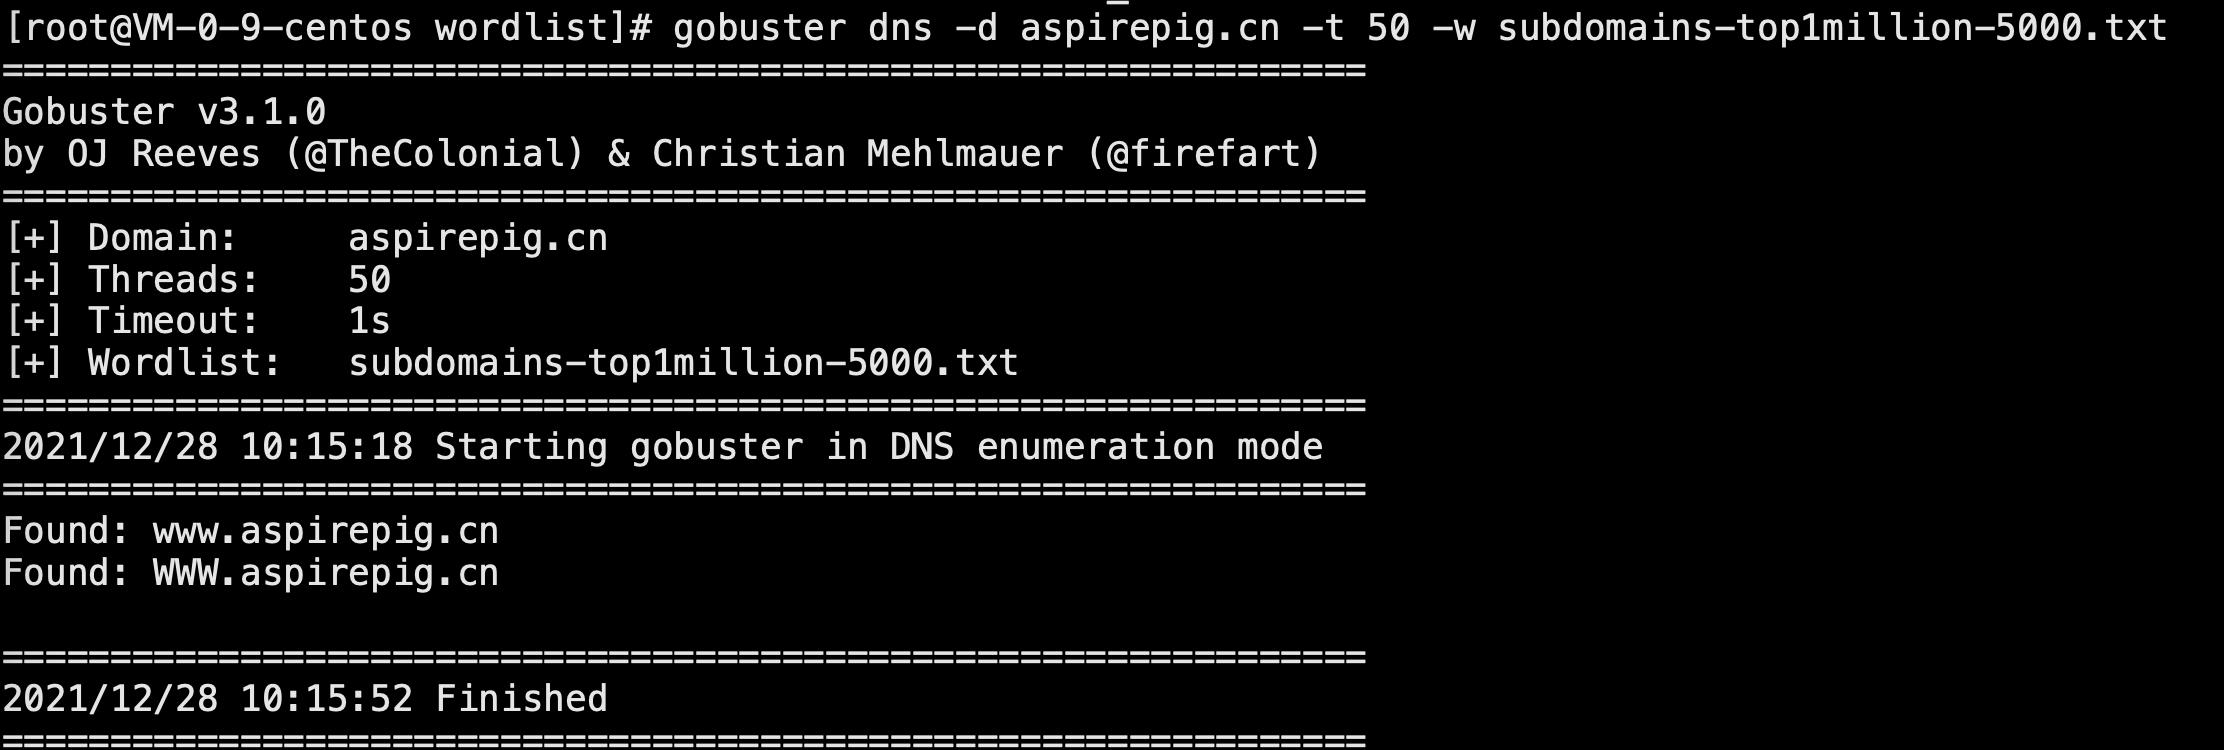 [root@VM-0-9-centos wordlist]# gobuster dns -d aspirepig.cn -t 50 -w subdomains-top1million-5000.txt
===============================================================
Gobuster v3.1.0
by OJ Reeves (@TheColonial) & Christian Mehlmauer (@firefart)
===============================================================
[+] Domain:     aspirepig.cn
[+] Threads:    50
[+] Timeout:    1s
[+] Wordlist:   subdomains-top1million-5000.txt
===============================================================
2021/12/28 10:15:18 Starting gobuster in DNS enumeration mode
===============================================================
Found: www.aspirepig.cn
Found: WWW.aspirepig.cn

===============================================================
2021/12/28 10:15:52 Finished
===============================================================